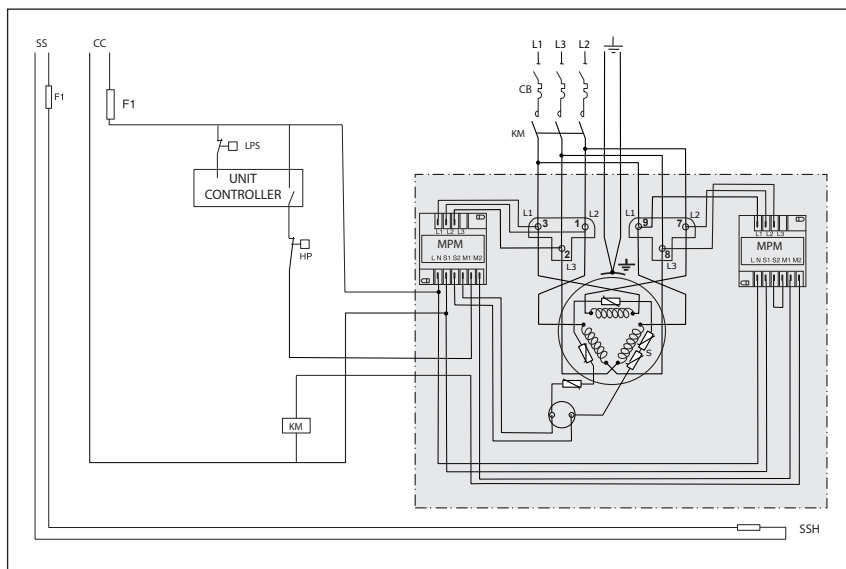 SS
CC
L1 L3 L2
F1
F1
CB
KM
LPS
UNIT
CONTROLLER
HP
L1 L2 L3
MPM
L N S1 S2 M1 M2
L1
3
1
L2
2
L3
L1
9
7
L2
8
L3
L1 L2 L3
MPM
L N S1 S2 M1 M2
S
KM
SSH